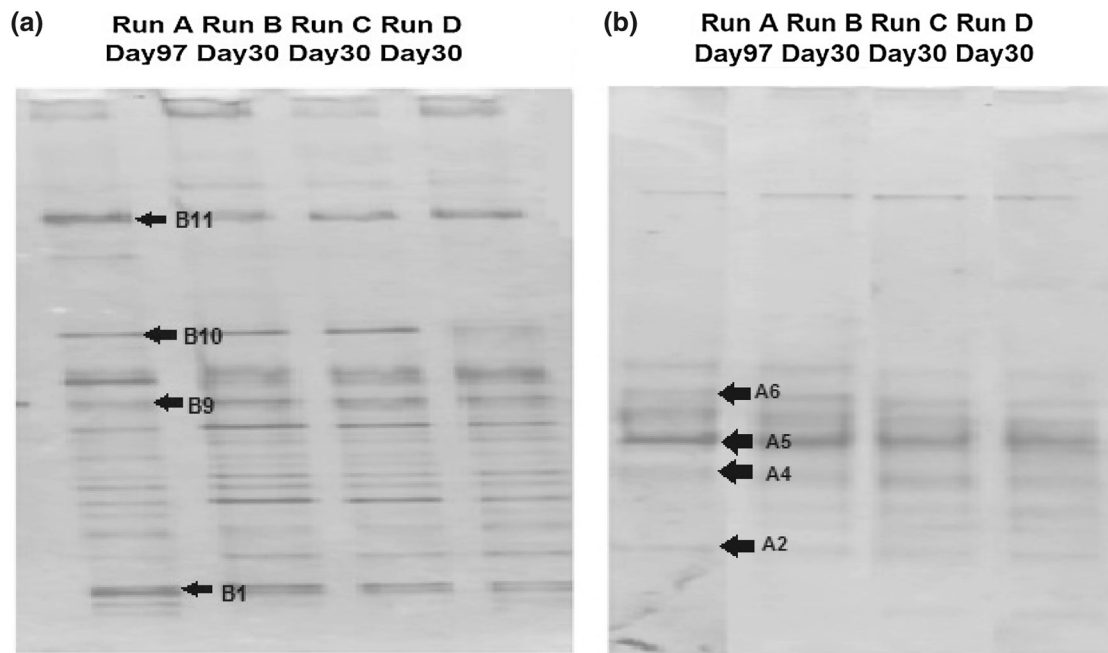 (a)
Run A Run B Run C Run D
Day97 Day30 Day30 Day30
B11
B10
B9
B1
(b)
Run A Run B Run C Run D
Day97 Day30 Day30 Day30
A6
A5
A4
A2